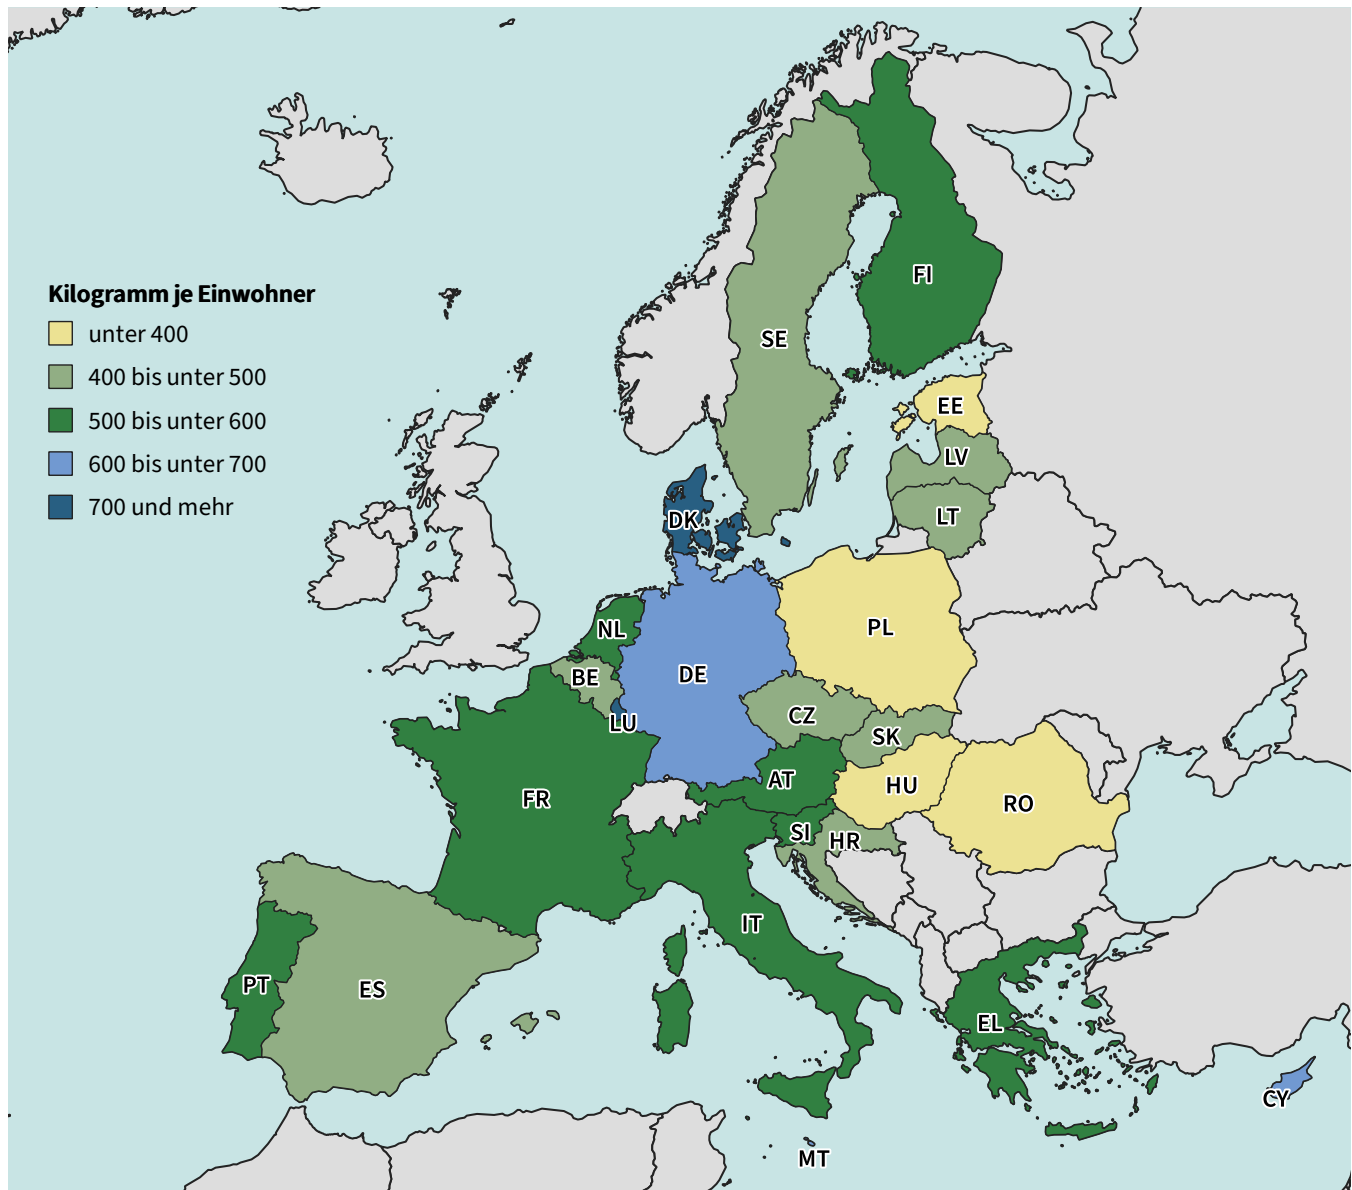 Kilogramm je Einwohner
unter 400
400 bis unter 500
500 bis unter 600
600 bis unter 700
700 und mehr
FI
SE
EE
LV
LT
DK
NL
PL
BE
DE
LU
CZ
SK
AT
HU
FR
RO
SI
HR
IT
PT
ES
EL
CY
MT